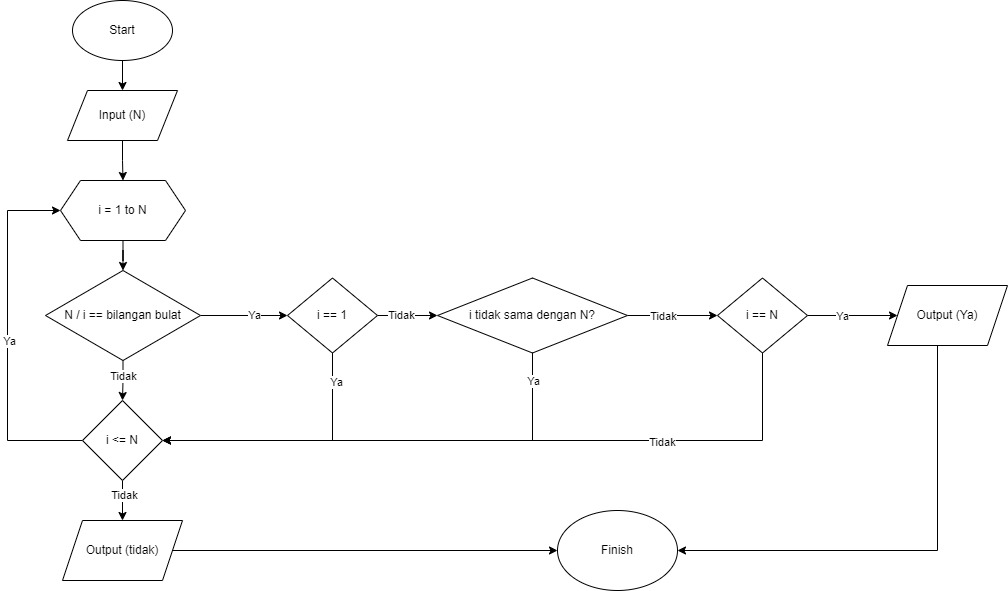 Start
Input (N)
i = 1 to N
N / i == bilangan bulat
Ya
i == 1
Tidak
i tidak sama dengan N?
Tidak
i == N
Ya
Output (Ya)
Ya
Tidak
Ya
Ya
i <= N
Tidak
Tidak
Output (tidak)
Finish